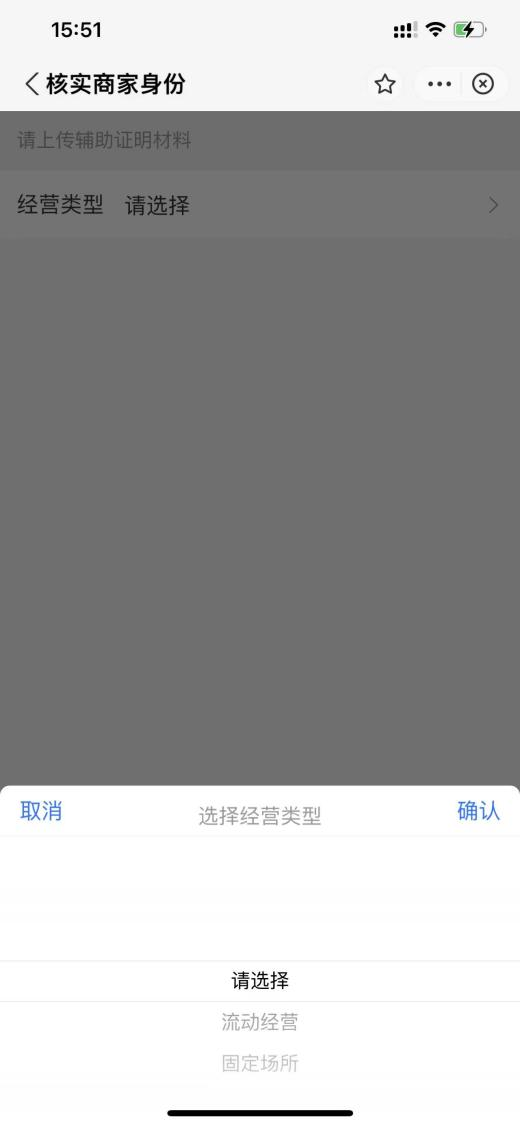 15:51
核实商家身份
请上传辅助证明材料
经营类型 请选择
取消 选择经营类型 确认
请选择
流动经营
固定场所